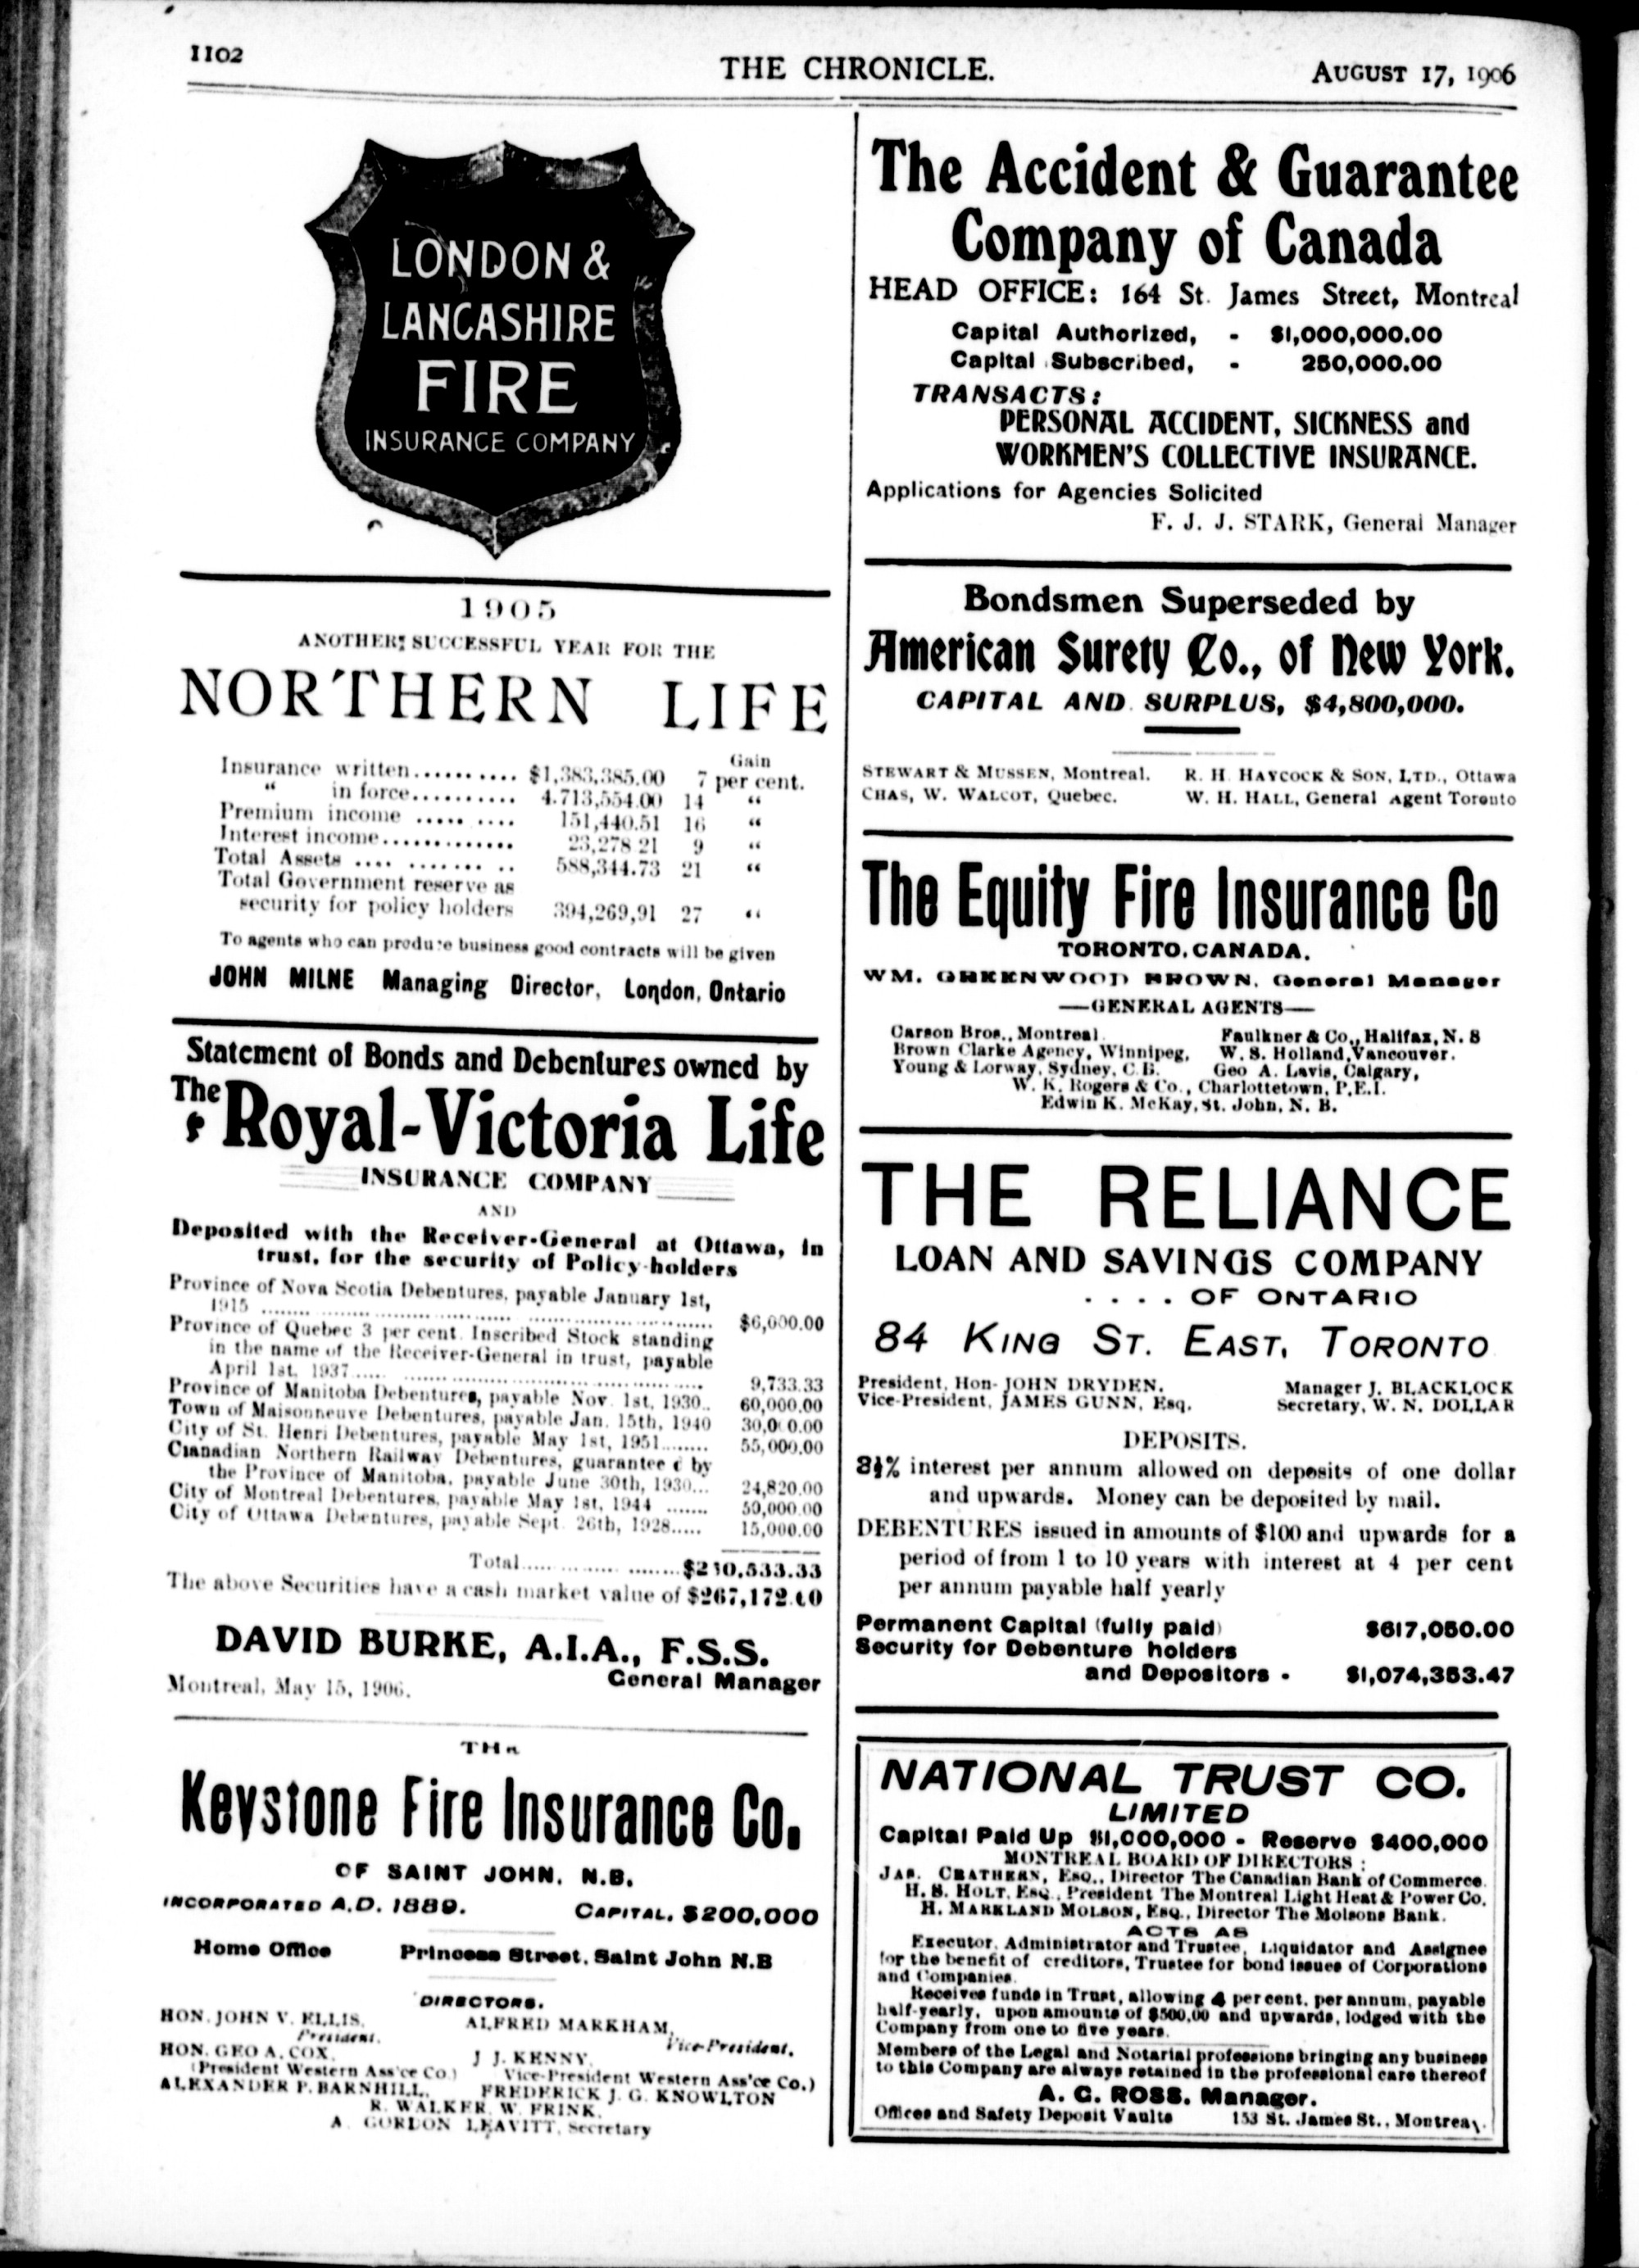 1102
THE CHRONICLE.
AUGUST 17, 1906
LONDON &
LANCASHIRE
FIRE
INSURANCE COMPANY
1905
ANOTHER SUCCESSFUL YEAR FOR THE
NORTHERN LIFE
Gain
Insurance written.......... $1,383,385.00 7 per cent.
" in force.......... 4.713,554.00 14 "
Premium income ..... .... 151,440.51 16 "
Interest income............. 23,278 21 9 "
Total Assets .... ....... .. 588,344.73 21 "
Total Government reserve as
security for policy holders 394,269,91 27 "
To agents who can produce business good contracts will be given
JOHN MILNE Managing Director, London, Ontario
Statement of Bonds and Debentures owned by
The
Royal-Victoria Life
INSURANCE COMPANY
AND
Deposited with the Receiver-General at Ottawa, in
trust, for the security of Policy-holders
Province of Nova Scotia Debentures, payable January 1st,
1915 ........ $6,000.00
Province of Quebec 3 per cent. Inscribed Stock standing
in the name of the Receiver-General in trust, payable
April 1st, 1937..... 9,733.33
Province of Manitoba Debentures, payable Nov. 1st, 1930.. 60,000.00
Town of Maisonneuve Debentures, payable Jan. 15th, 1940 30,000.00
City of St. Henri Debentures, payable May 1st, 1951........ 55,000.00
Cianadian Northern Railway Debentures, guarantee c by
the Province of Manitoba, payable June 30th, 1930... 24,820.00
City of Montreal Debentures, payable May 1st, 1944 ....... 50,000.00
City of Ottawa Debentures, payable Sept. 26th, 1928..... 15,000.00
Total..... ........$250,533.33
The above Securities have a cash market value of $267,172.60
DAVID BURKE, A.I.A., F.S.S.
General Manager
Montreal, May 15, 1906.
THE
Keystone Fire Insurance Co.
OF SAINT JOHN, N.B.
INCORPORATED A.D. 1889. CAPITAL, $200,000
Home Office Princess Street, Saint John N.B
DIRECTORS.
HON. JOHN V. ELLIS. ALFRED MARKHAM,
President. Vice-President.
HON. GEO A. COX, J J. KENNY,
(President Western Ass'ce Co.) Vice-President Western Ass'ce Co.)
ALEXANDER P. BARNHILL, FREDERICK J. G. KNOWLTON
R. WALKER W. FRINK.
A. GORDON LEAVITT, Secretary
The Accident & Guarantee
Company of Canada
HEAD OFFICE: 164 St. James Street, Montreal
Capital Authorized, - $1,000,000.00
Capital Subscribed, - 250,000.00
TRANSACTS:
PERSONAL ACCIDENT, SICKNESS and
WORKMEN'S COLLECTIVE INSURANCE.
Applications for Agencies Solicited
F. J. J. STARK, General Manager
Bondsmen Superseded by
American Surety Co., of New York.
CAPITAL AND SURPLUS, $4,800,000.
STEWART & MUSSEN, Montreal. R. H HAYCOCK & SON, LTD., Ottawa
CHAS, W. WALCOT, Quebec. W. H. HALL, General Agent Toronto
The Equity Fire Insurance Co
TORONTO, CANADA.
WM. GREENWOOD BROWN, General Manager
—GENERAL AGENTS—
Carson Bros., Montreal. Faulkner & Co., Halifax, N. S
Brown Clarke Agency, Winnipeg, W. S. Holland, Vancouver.
Young & Lorway, Sydney, C.B. Geo A. Lavis, Calgary,
W. K. Rogers & Co., Charlottetown, P.E.I.
Edwin K. McKay, St. John, N. B.
THE RELIANCE
LOAN AND SAVINGS COMPANY
. . . . OF ONTARIO
84 KING ST. EAST, TORONTO
President, Hon- JOHN DRYDEN. Manager J. BLACKLOCK
Vice-President, JAMES GUNN, Esq. Secretary, W. N. DOLLAR
DEPOSITS.
3½% interest per annum allowed on deposits of one dollar
and upwards. Money can be deposited by mail.
DEBENTURES issued in amounts of $100 and upwards for a
period of from 1 to 10 years with interest at 4 per cent
per annum payable half yearly
Permanent Capital (fully paid) $617,050.00
Security for Debenture holders
and Depositors - $1,074,353.47
NATIONAL TRUST CO.
LIMITED
Capital Paid Up $1,000,000 - Reserve $400,000
MONTREAL BOARD OF DIRECTORS :
JAS. CRATHERN, ESQ., Director The Canadian Bank of Commerce.
H. S. HOLT, ESQ., President The Montreal Light Heat & Power Co.
H. MARKLAND MOLSON, ESQ., Director The Molsons Bank.
ACTS AS
Executor, Administrator and Trustee, Liquidator and Assignee
for the benefit of creditors, Trustee for bond issues of Corporations
and Companies.
Receives funds in Trust, allowing 4 per cent. per annum, payable
half-yearly, upon amounts of $500,00 and upwards, lodged with the
Company from one to five years.
Members of the Legal and Notarial professions bringing any business
to this Company are always retained in the professional care thereof
A. G. ROSS, Manager.
Offices and Safety Deposit Vaults 153 St. James St., Montreal.